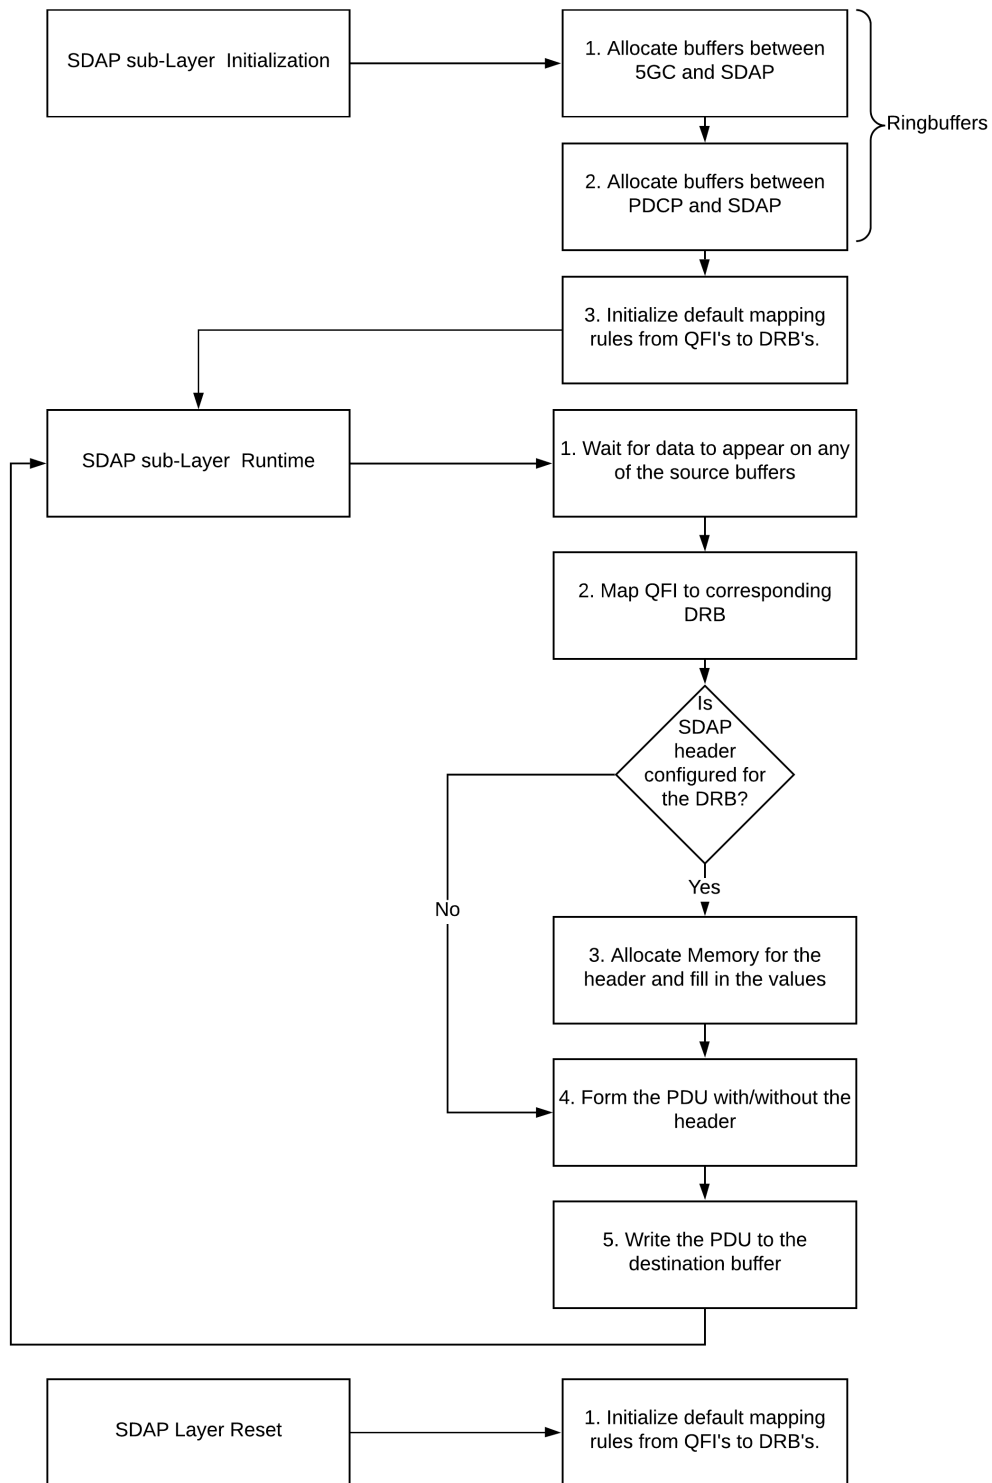 SDAP sub-Layer  Initialization
1. Allocate buffers between
5GC and SDAP
Ringbuffers
2. Allocate buffers between
PDCP and SDAP
3. Initialize default mapping
rules from QFI's to DRB's.
SDAP sub-Layer  Runtime
1. Wait for data to appear on any
of the source buffers
2. Map QFI to corresponding
DRB
Is
SDAP
header
configured for
the DRB?
Yes
No
3. Allocate Memory for the
header and fill in the values
4. Form the PDU with/without the
header
5. Write the PDU to the
destination buffer
SDAP Layer Reset
1. Initialize default mapping
rules from QFI's to DRB's.